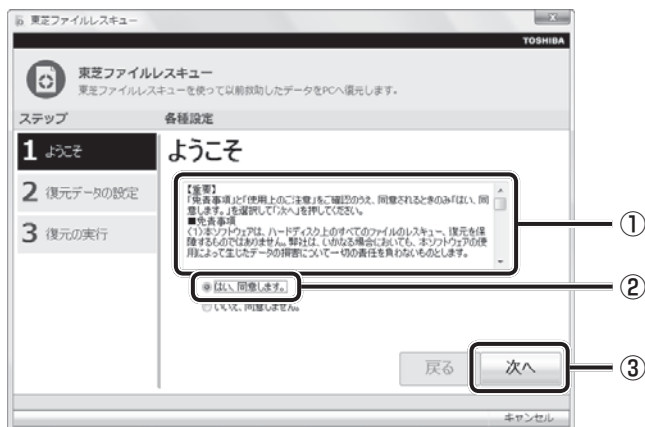 東芝ファイルレスキュー
TOSHIBA
東芝ファイルレスキュー
東芝ファイルレスキューを使って以前救助したデータをPCへ復元します。
ステップ
各種設定
1 ようこそ
2 復元データの設定
3 復元の実行
ようこそ
【重要】
「免責事項」と「使用上のご注意」をご確認のうえ、同意されるときのみ「はい、同
意します。」を選択して「次へ」を押してください。
■免責事項
(1)本ソフトウェアは、ハードディスク上のすべてのファイルのレスキュー、復元を保
障するものではありません。弊社は、いかなる場合においても、本ソフトウェアの使
用によって生じたデータの損害について一切の責任を負わないものとします。
①
はい、同意します。
②
いいえ、同意しません。
戻る
次へ
③
キャンセル